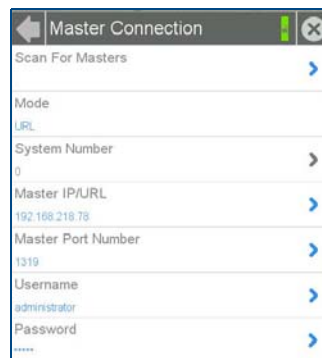 Master Connection
Scan For Masters
Mode
URL
System Number
0
Master IP/URL
192.168.218.78
Master Port Number
1319
Username
administrator
Password
•••••